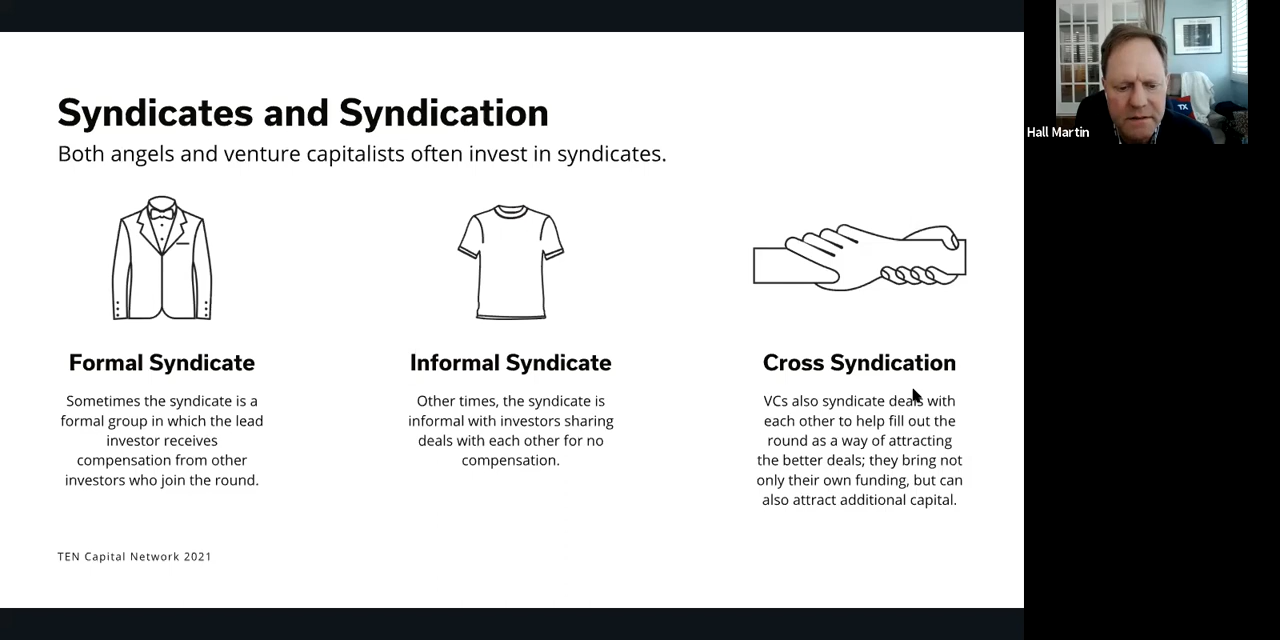 Syndicates and Syndication
Both angels and venture capitalists often invest in syndicates.
Formal Syndicate
Sometimes the syndicate is a
formal group in which the lead
investor receives
compensation from other
investors who join the round.
Informal Syndicate
Other times, the syndicate is
informal with investors sharing
deals with each other for no
compensation.
Cross Syndication
VCs also syndicate deals with
each other to help fill out the
round as a way of attracting
the better deals; they bring not
only their own funding, but can
also attract additional capital.
TEN Capital Network 2021
TX
Hall Martin